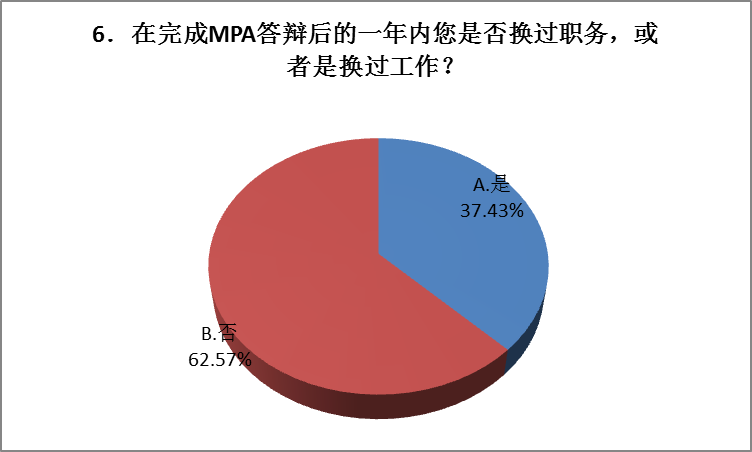 6．在完成MPA答辩后的一年内您是否换过职务，或
者是换过工作？
A.是
37.43%
B.否
62.57%